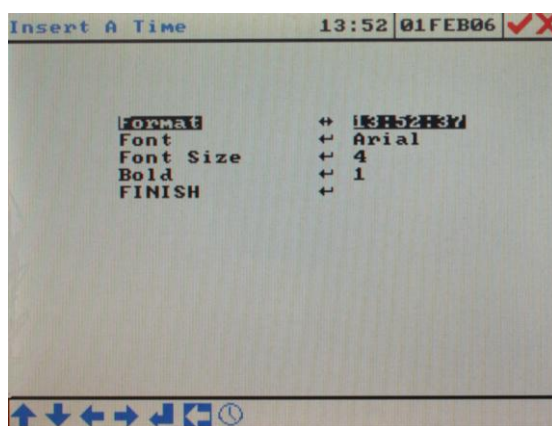 Insert A Time 13:52 01FEB06
Format 13:52:37
Font Arial
Font Size 4
Bold 1
FINISH